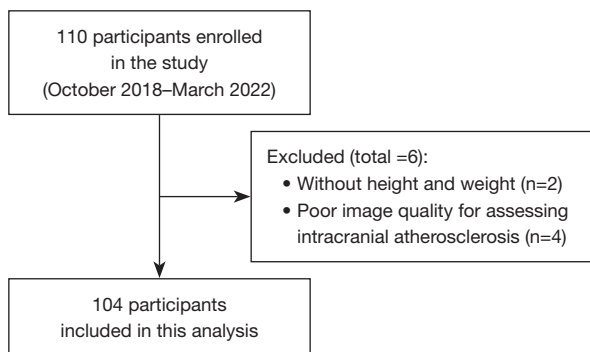 110 participants enrolled
in the study
(October 2018–March 2022)
Excluded (total =6):
• Without height and weight (n=2)
• Poor image quality for assessing
intracranial atherosclerosis (n=4)
104 participants
included in this analysis